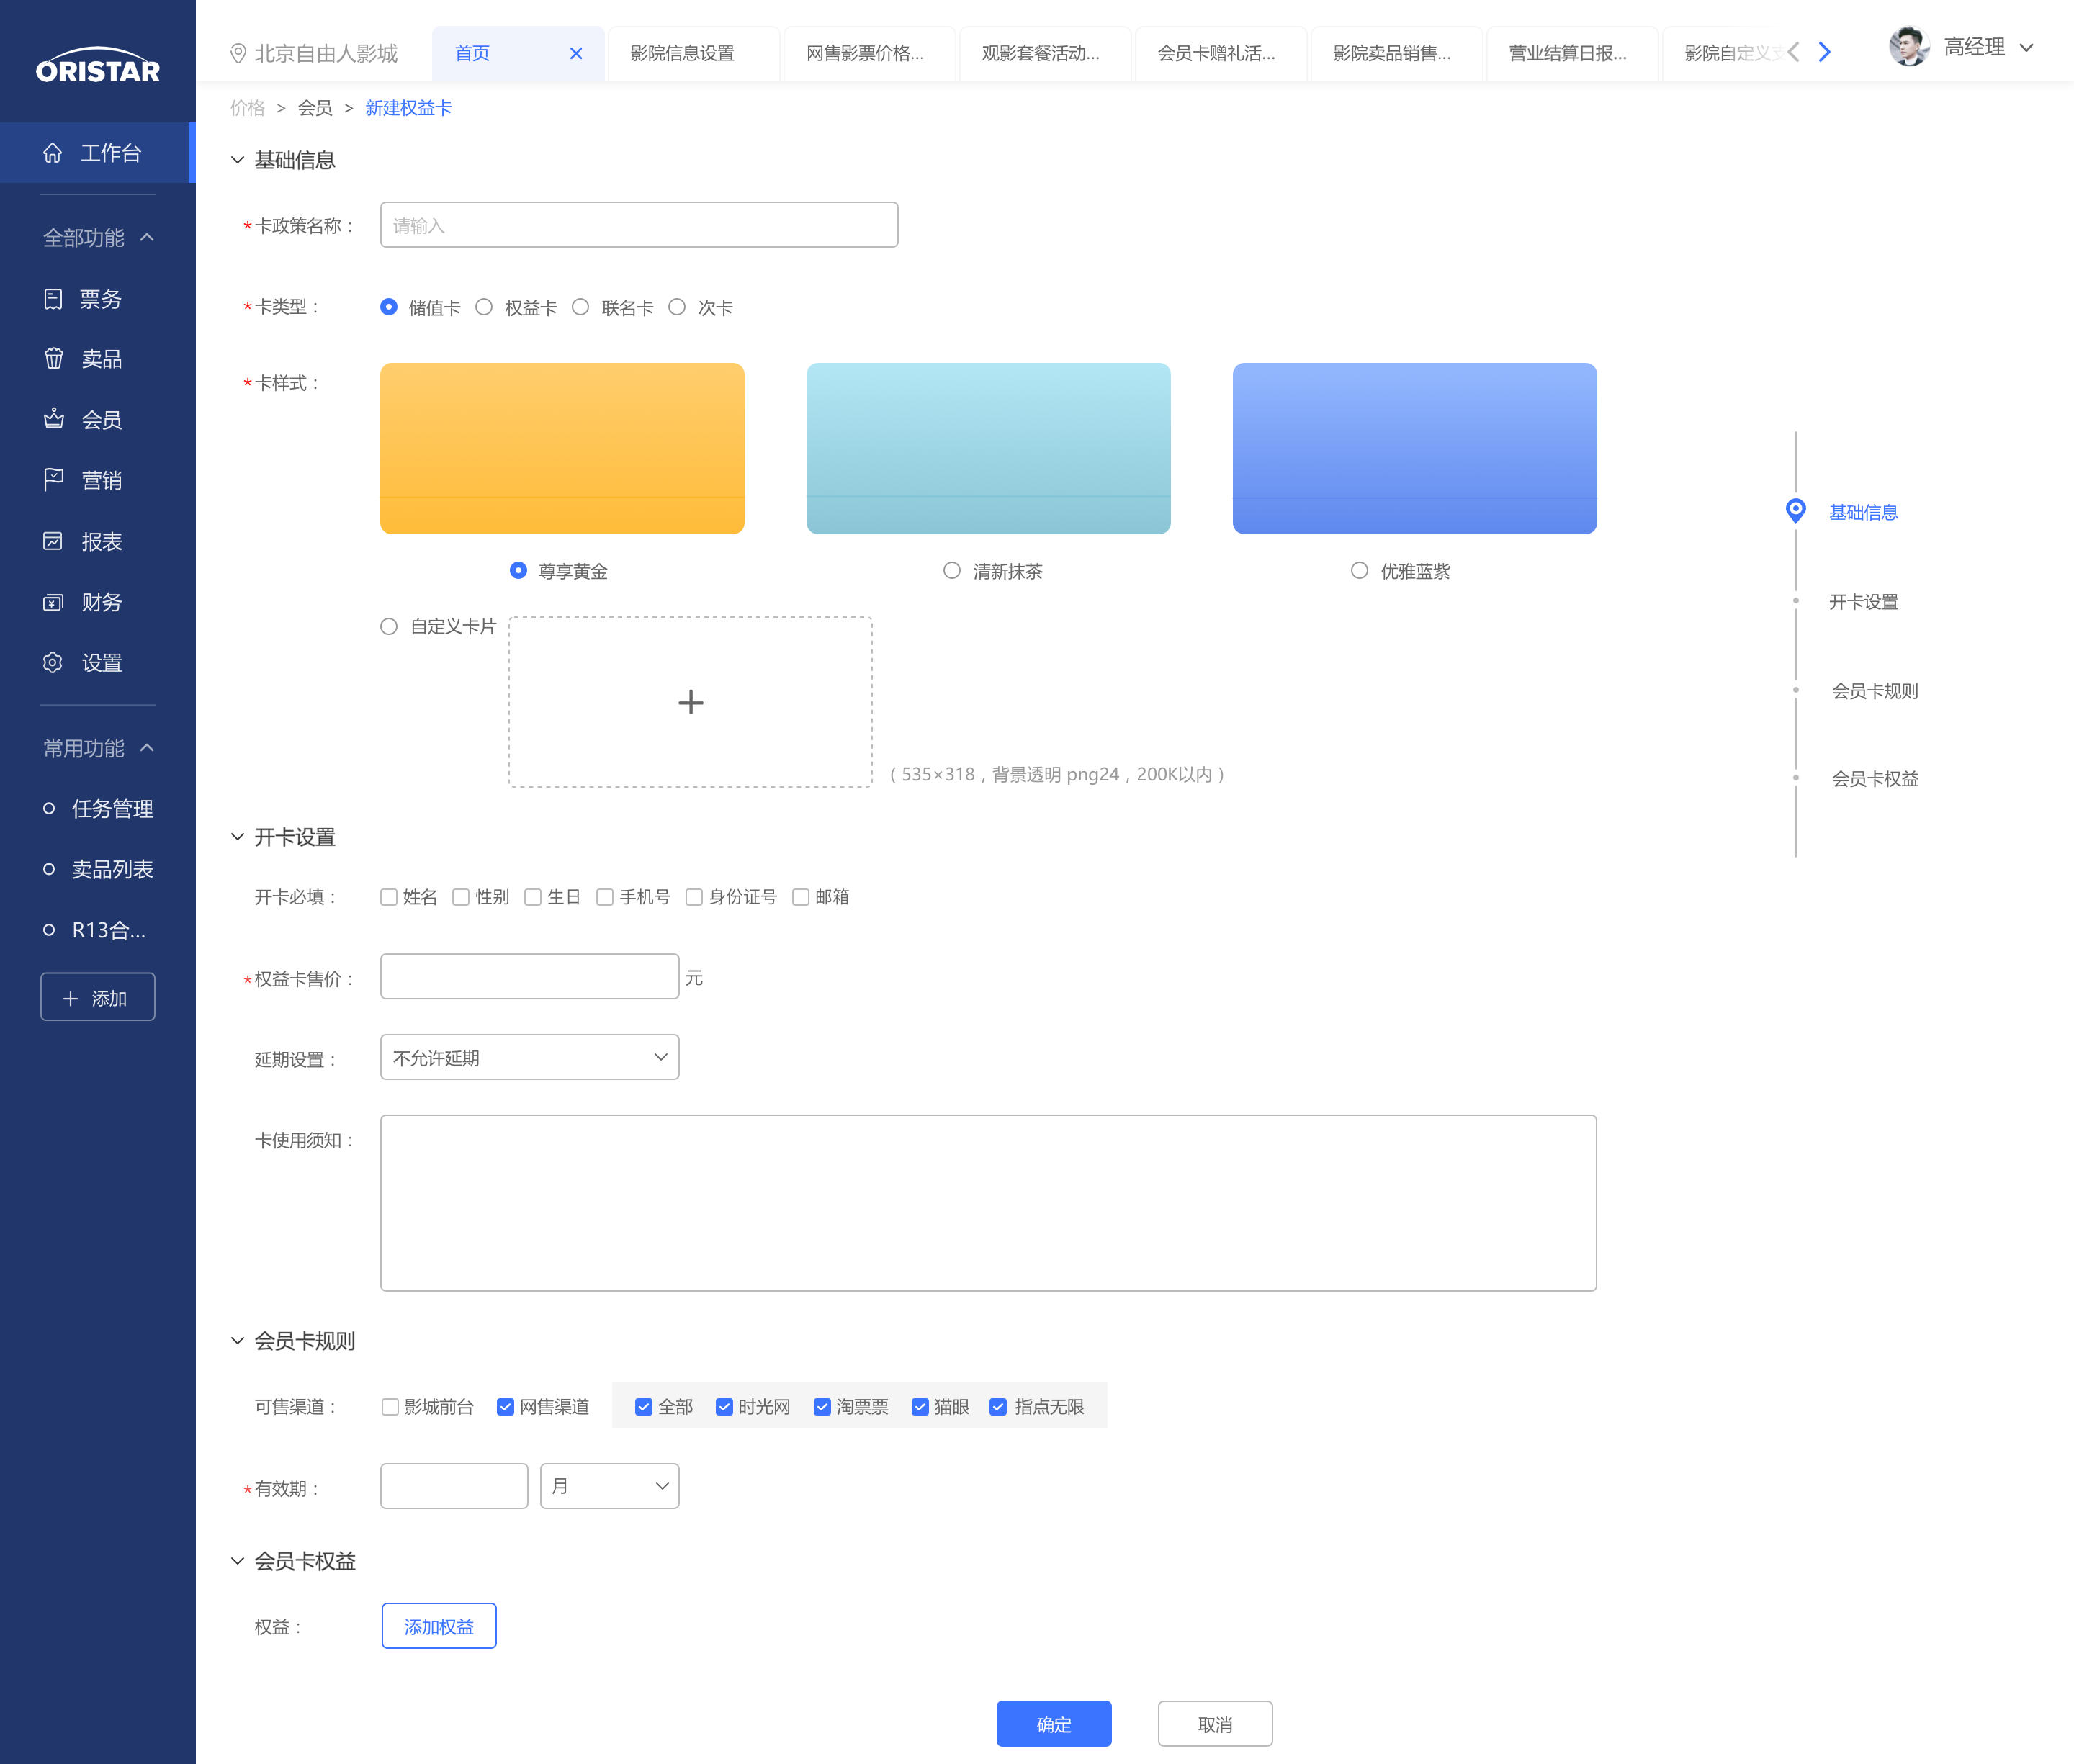 ORISTAR
工作台
全部功能
票务
卖品
会员
营销
报表
财务
设置
常用功能
任务管理
卖品列表
R13合...
添加
北京自由人影城
首页
影院信息设置
网售影票价格...
观影套餐活动...
会员卡赠礼活...
影院卖品销售...
营业结算日报...
影院自定义支
高经理
价格 > 会员 > 新建权益卡
基础信息
*卡政策名称：
请输入
*卡类型：
储值卡 权益卡 联名卡 次卡
*卡样式：
尊享黄金
清新抹茶
优雅蓝紫
自定义卡片
（535×318，背景透明 png24，200K以内）
开卡设置
开卡必填：
姓名 性别 生日 手机号 身份证号 邮箱
*权益卡售价：
元
延期设置：
不允许延期
卡使用须知：
会员卡规则
可售渠道：
影城前台 网售渠道 全部 时光网 淘票票 猫眼 指点无限
*有效期：
月
会员卡权益
权益：
添加权益
确定
取消
基础信息
开卡设置
会员卡规则
会员卡权益